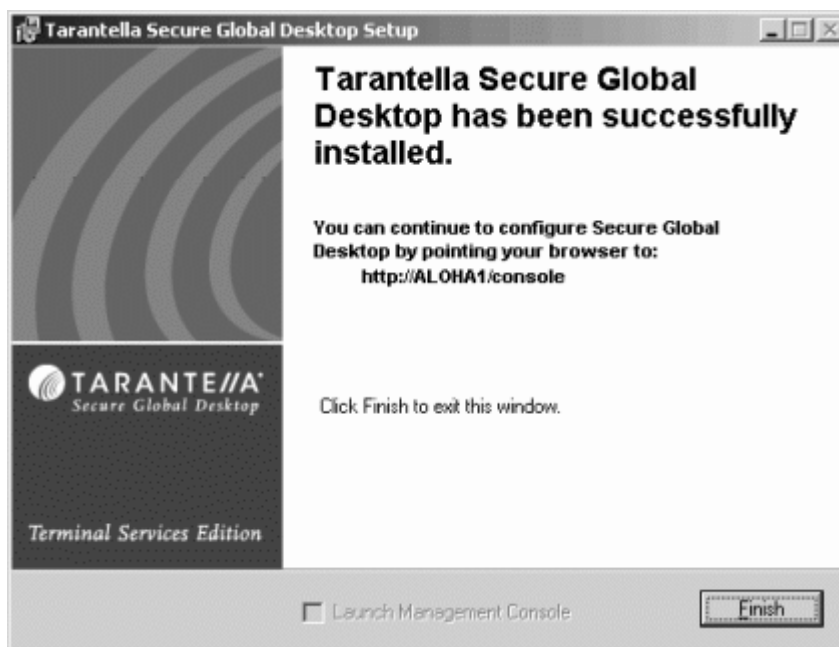 Tarantella Secure Global Desktop Setup
Tarantella Secure Global
Desktop has been successfully
installed.
You can continue to configure Secure Global
Desktop by pointing your browser to:
http://ALOHA1/console
TARANTE//A
Secure Global Desktop
Click Finish to exit this window.
Terminal Services Edition
Launch Management Console
Finish